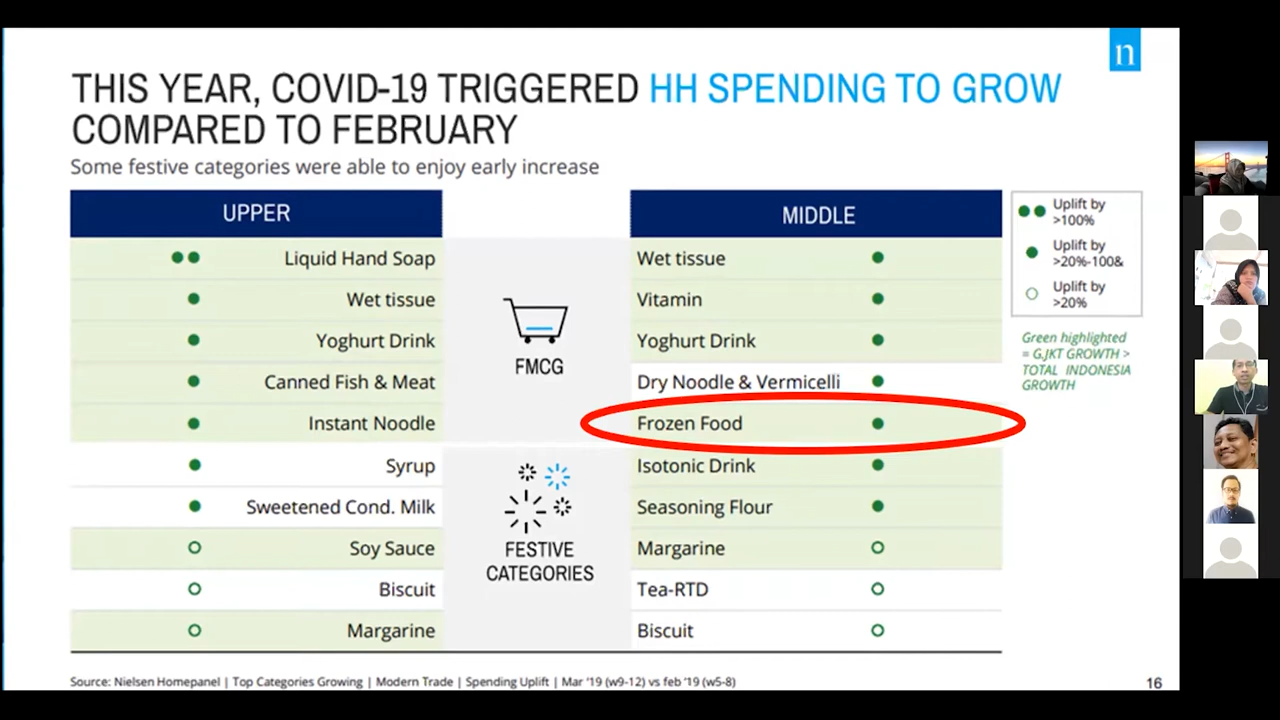 n
THIS YEAR, COVID-19 TRIGGERED HH SPENDING TO GROW
COMPARED TO FEBRUARY
Some festive categories were able to enjoy early increase
UPPER
Liquid Hand Soap
Wet tissue
Yoghurt Drink
Canned Fish & Meat
Instant Noodle
Syrup
Sweetened Cond. Milk
Soy Sauce
Biscuit
Margarine
FMCG
FESTIVE
CATEGORIES
MIDDLE
Wet tissue
Vitamin
Yoghurt Drink
Dry Noodle & Vermicelli
Frozen Food
Isotonic Drink
Seasoning Flour
Margarine
Tea-RTD
Biscuit
Uplift by
>100%
Uplift by
>20%-100&
Uplift by
>20%
Green highlighted
= G.JKT GROWTH >
TOTAL INDONESIA
GROWTH
Source: Nielsen Homepanel | Top Categories Growing | Modern Trade | Spending Uplift | Mar '19 (w9-12) vs feb '19 (w5-8)
16